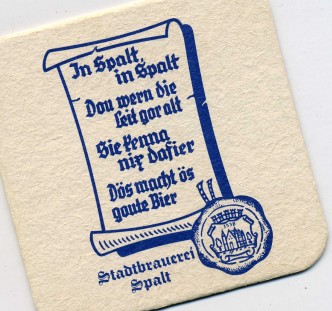 In Spalt,
in Spalt
Dou wern die
Leit gor alt
Sie kenna
nix dafier
Dös macht ös
goute Bier
Stadtbrauerei
Spalt